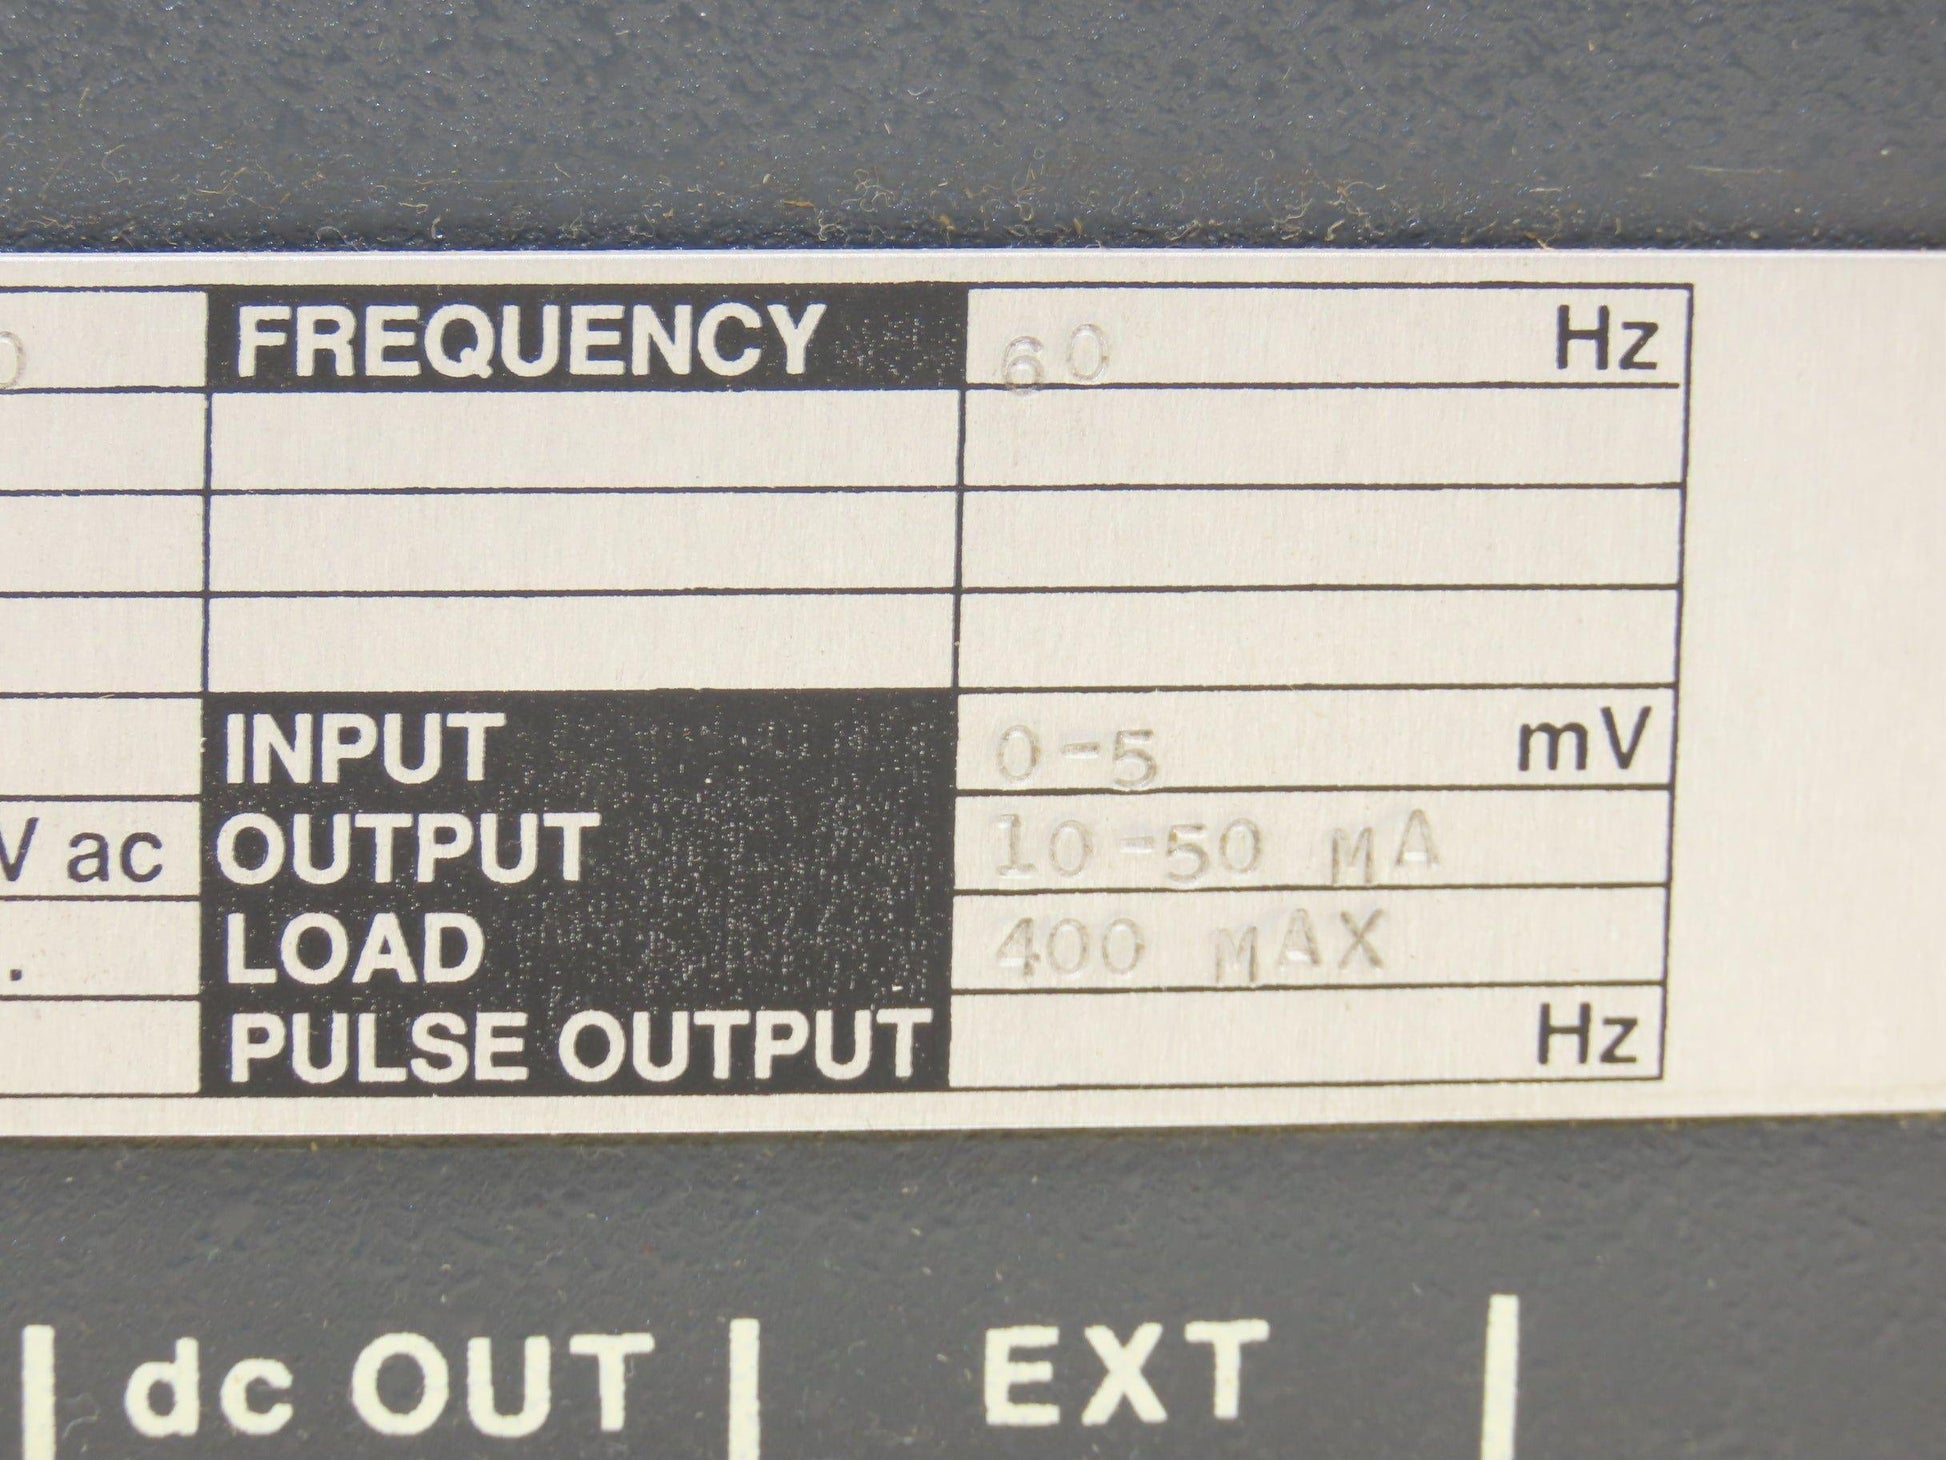 0 FREQUENCY 60 Hz
INPUT 0-5 mV
V ac OUTPUT 10-50 MA
. LOAD 400 MAX
PULSE OUTPUT Hz
dc OUT EXT